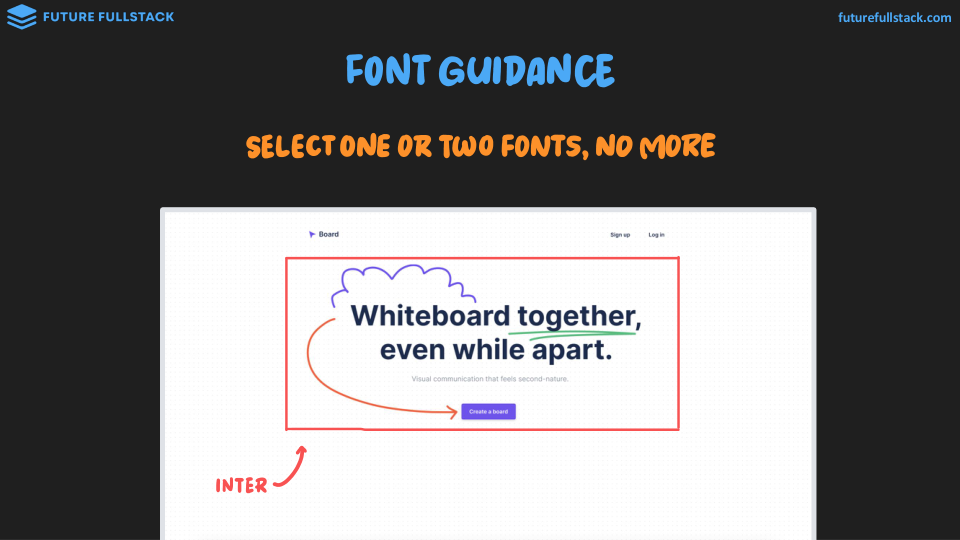 FUTURE FULLSTACK
futurefullstack.com
FONT GUIDANCE
SELECT ONE OR TWO FONTS, NO MORE
Board
Sign up
Log in
Whiteboard together,
even while apart.
Visual communication that feels second-nature.
Create a board
INTER